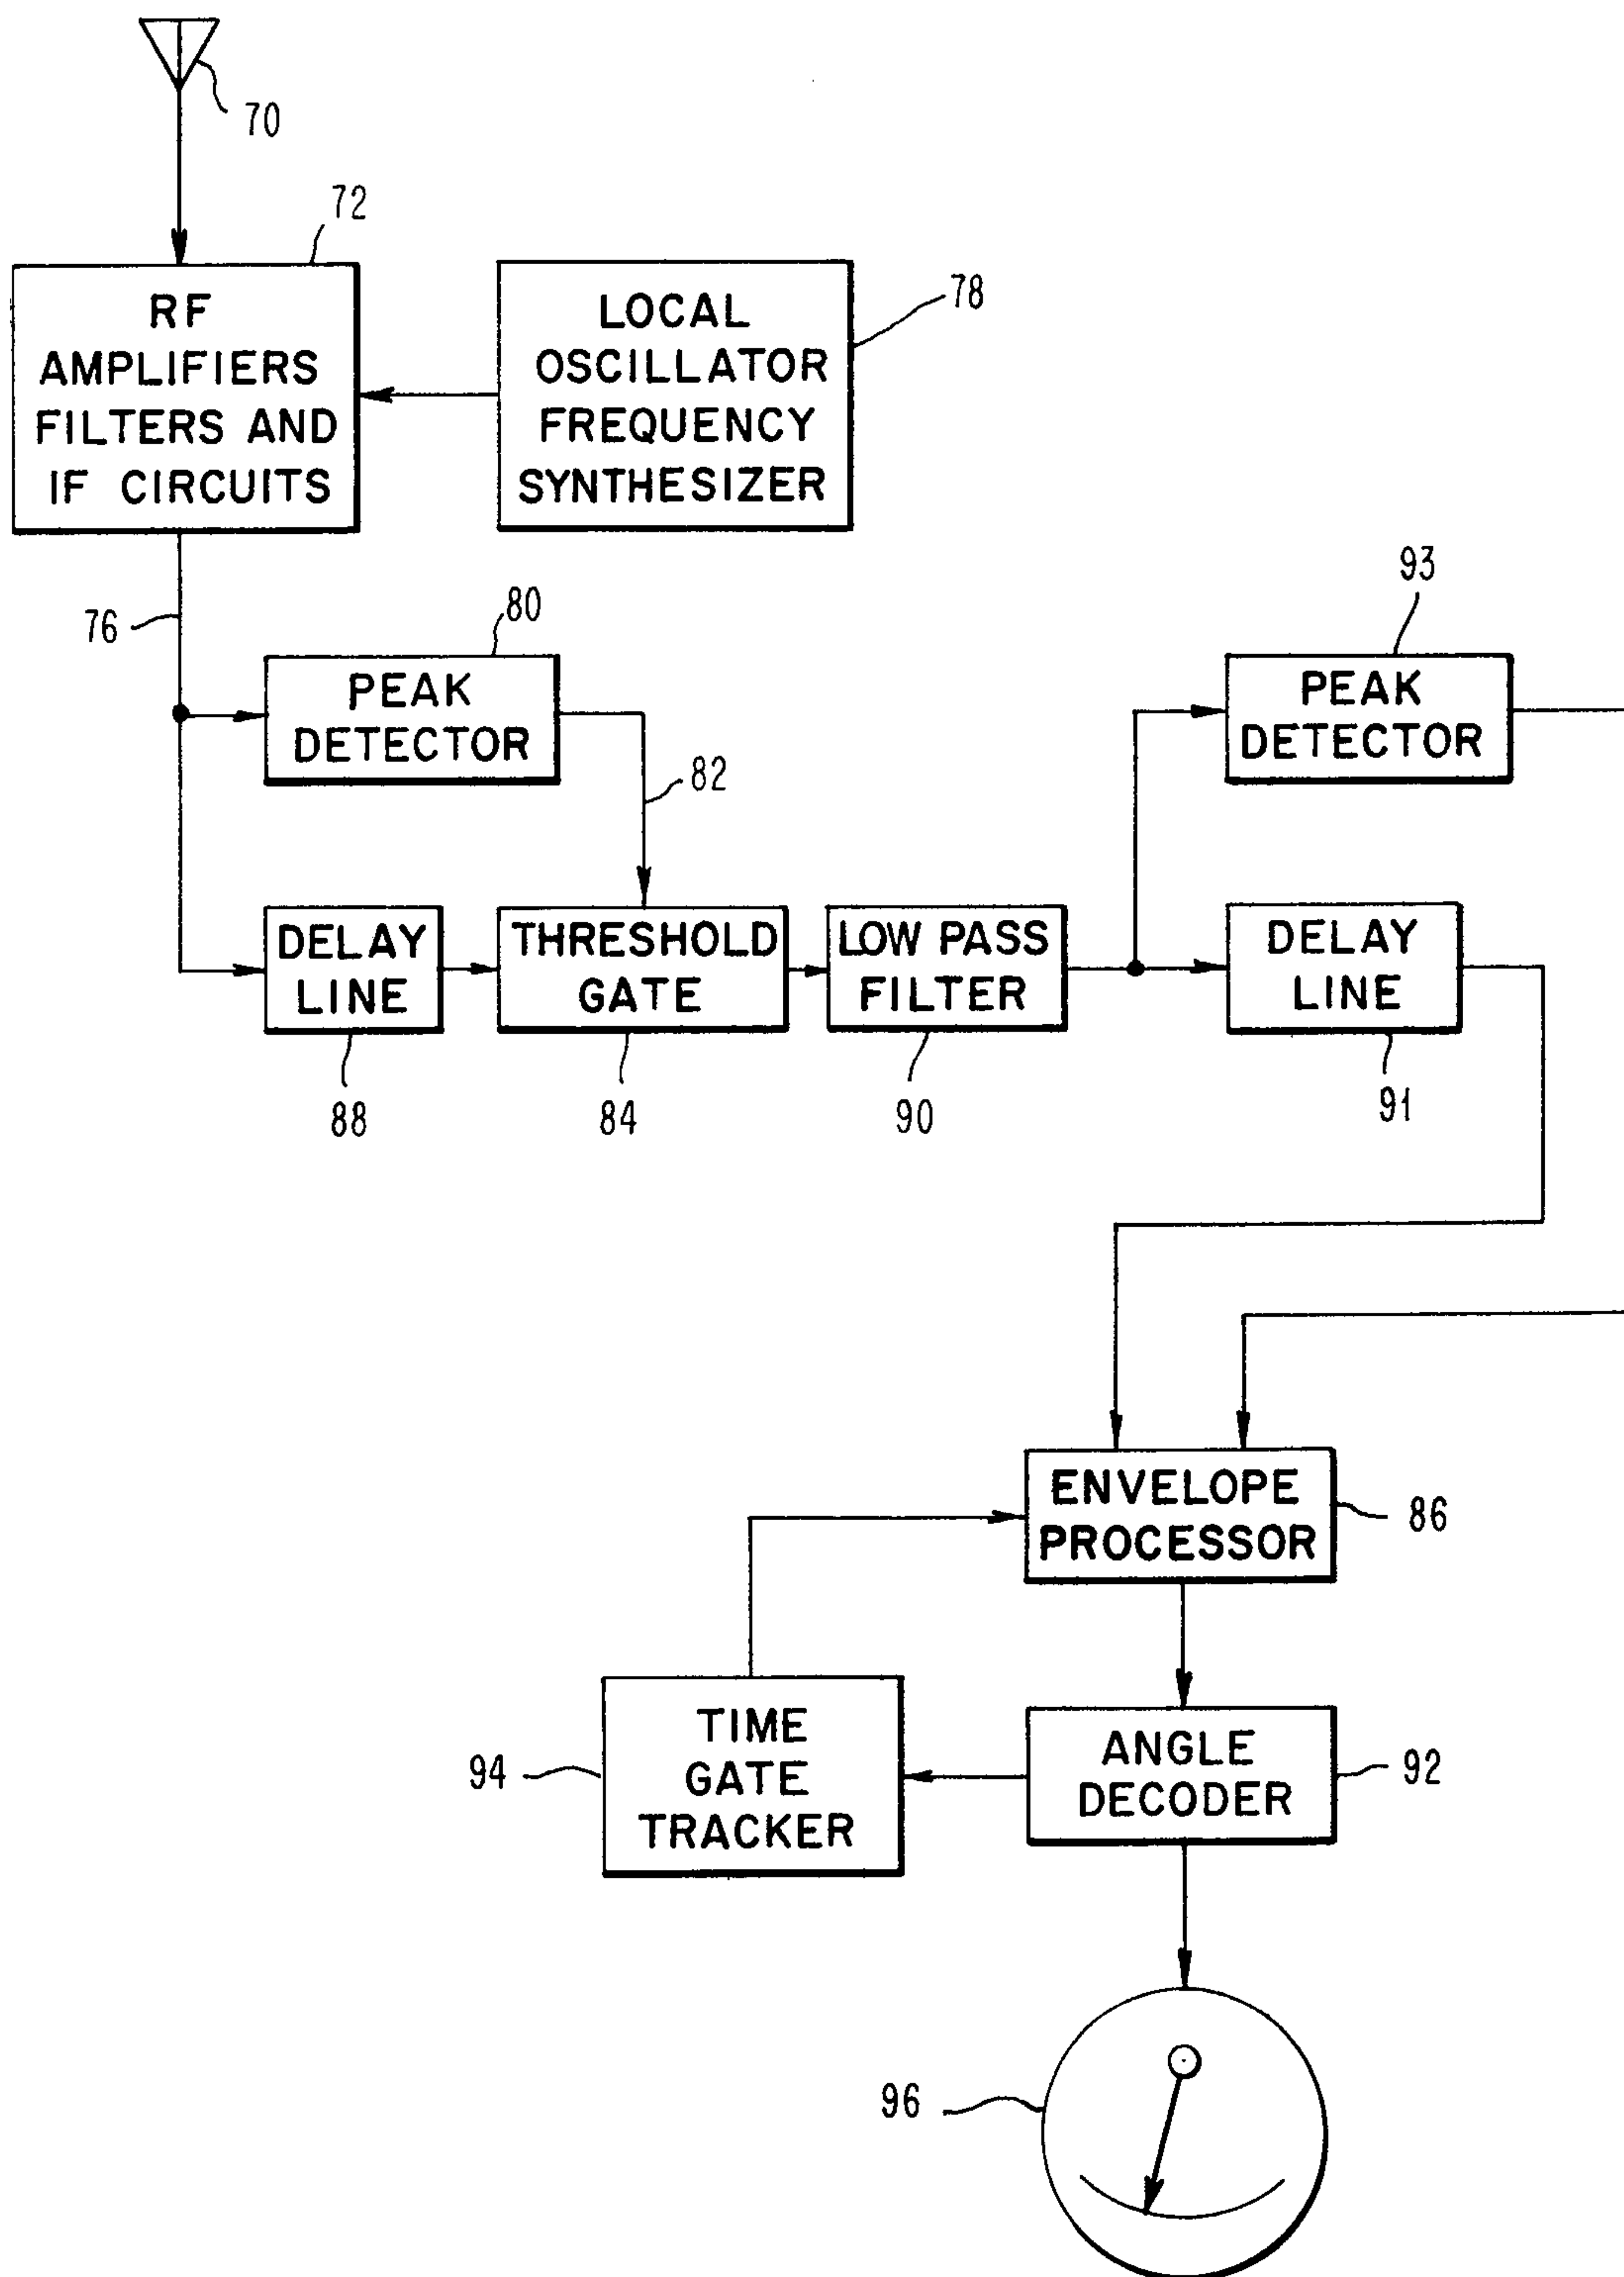 70
72
RF
AMPLIFIERS
FILTERS AND
IF CIRCUITS
LOCAL
OSCILLATOR
FREQUENCY
SYNTHESIZER
78
76
80
PEAK
DETECTOR
82
93
PEAK
DETECTOR
DELAY
LINE
88
THRESHOLD
GATE
84
LOW PASS
FILTER
90
DELAY
LINE
91
ENVELOPE
PROCESSOR
86
TIME
GATE
TRACKER
94
ANGLE
DECODER
92
96